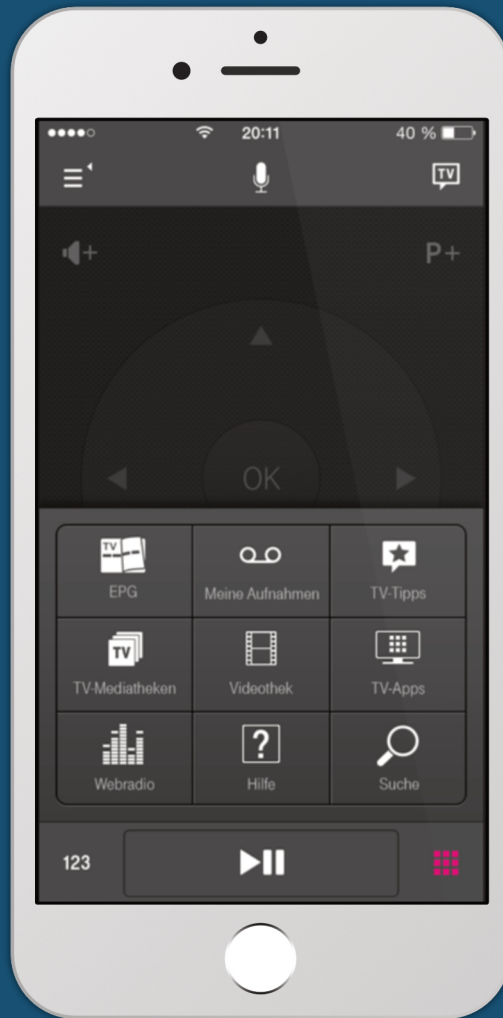 20:11
40 %
TV
+
P+
OK
TV
EPG
Meine Aufnahmen
TV-Tipps
TV
TV-Mediatheken
Videothek
TV-Apps
Webradio
?
Hilfe
Suche
123